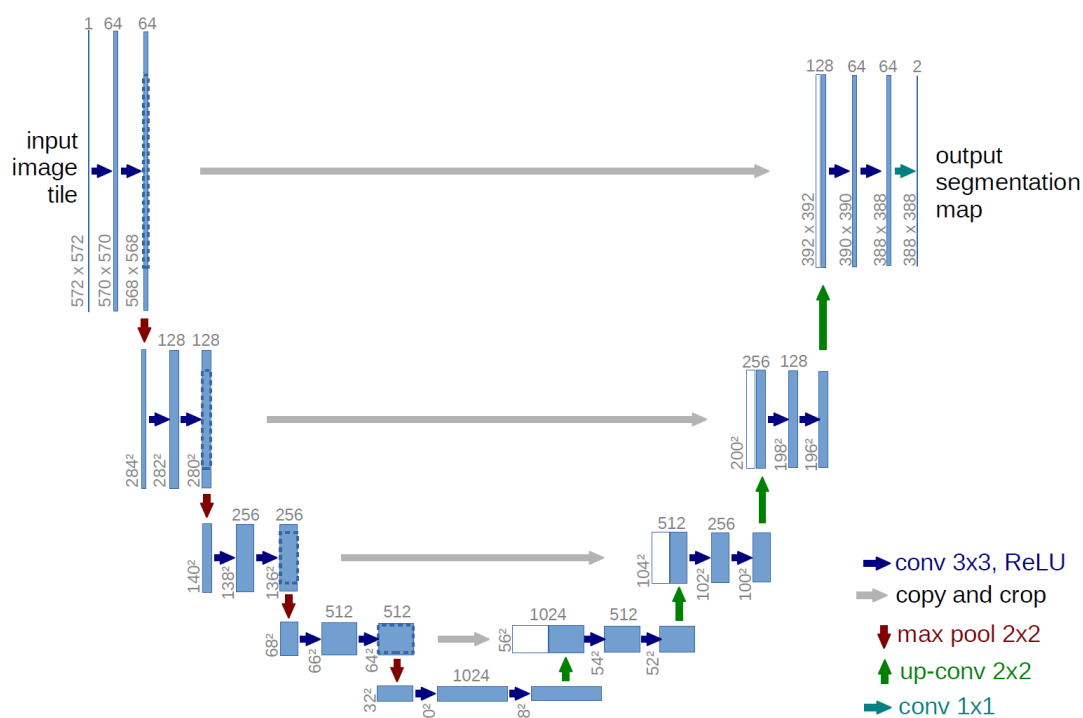 1 64 64
128 64 64 2
input
image
tile
output
segmentation
map
572 x 572
570 x 570
568 x 568
392 x 392
390 x 390
388 x 388
388 x 388
128 128
256 128
284²
282²
280²
200²
198²
196²
256 256
512 256
140²
138²
136²
104²
102²
100²
512 512
1024 512
68²
66²
64²
56²
54²
52²
1024
32²
0²
8²
conv 3x3, ReLU
copy and crop
max pool 2x2
up-conv 2x2
conv 1x1